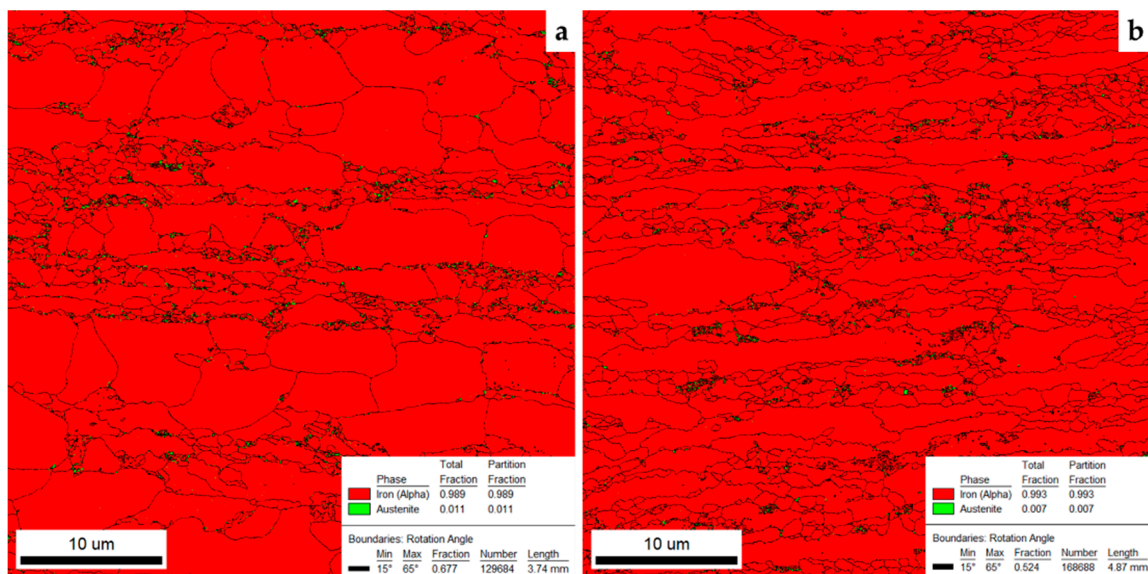 a
b
Total Partition
Phase Fraction Fraction
Iron (Alpha) 0.989 0.989
Austenite 0.011 0.011
Boundaries: Rotation Angle
Min Max Fraction Number Length
15° 65° 0.677 129684 3.74 mm
10 um
Total Partition
Phase Fraction Fraction
Iron (Alpha) 0.993 0.993
Austenite 0.007 0.007
Boundaries: Rotation Angle
Min Max Fraction Number Length
15° 65° 0.524 168688 4.87 mm
10 um